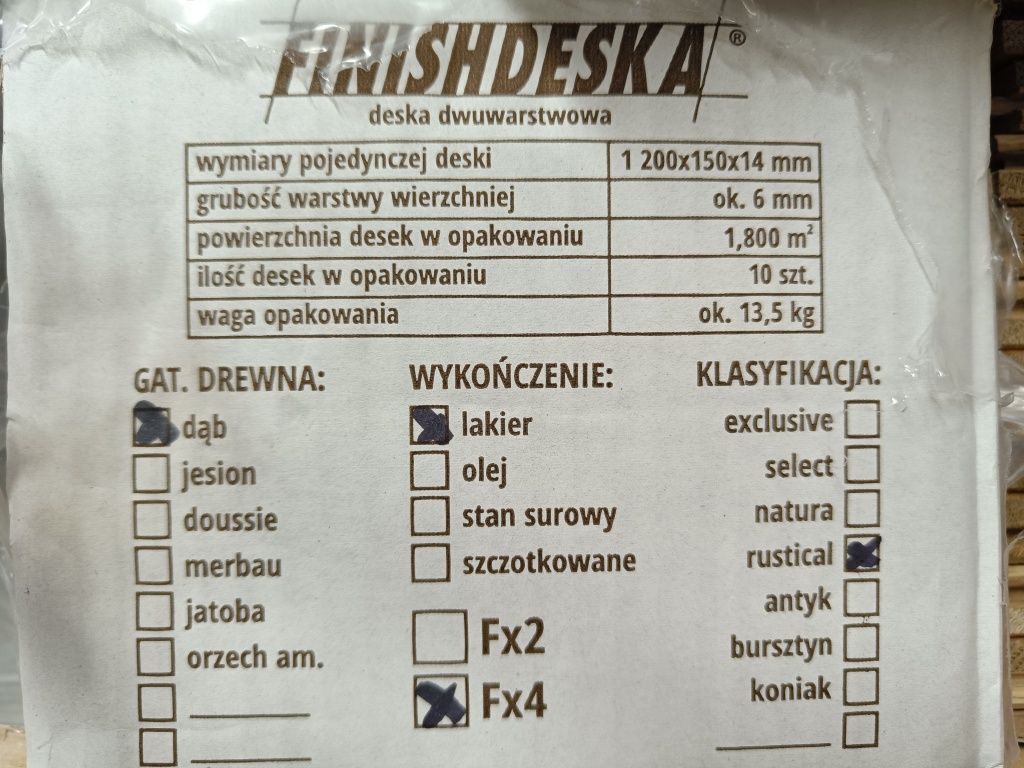 FINISHDESKA®
deska dwuwarstwowa
wymiary pojedynczej deski 1 200x150x14 mm
grubość warstwy wierzchniej ok. 6 mm
powierzchnia desek w opakowaniu 1,800 m²
ilość desek w opakowaniu 10 szt.
waga opakowania ok. 13,5 kg
GAT. DREWNA:
dąb
jesion
doussie
merbau
jatoba
orzech am.
WYKOŃCZENIE:
lakier
olej
stan surowy
szczotkowane
Fx2
Fx4
KLASYFIKACJA:
exclusive
select
natura
rustical
antyk
bursztyn
koniak